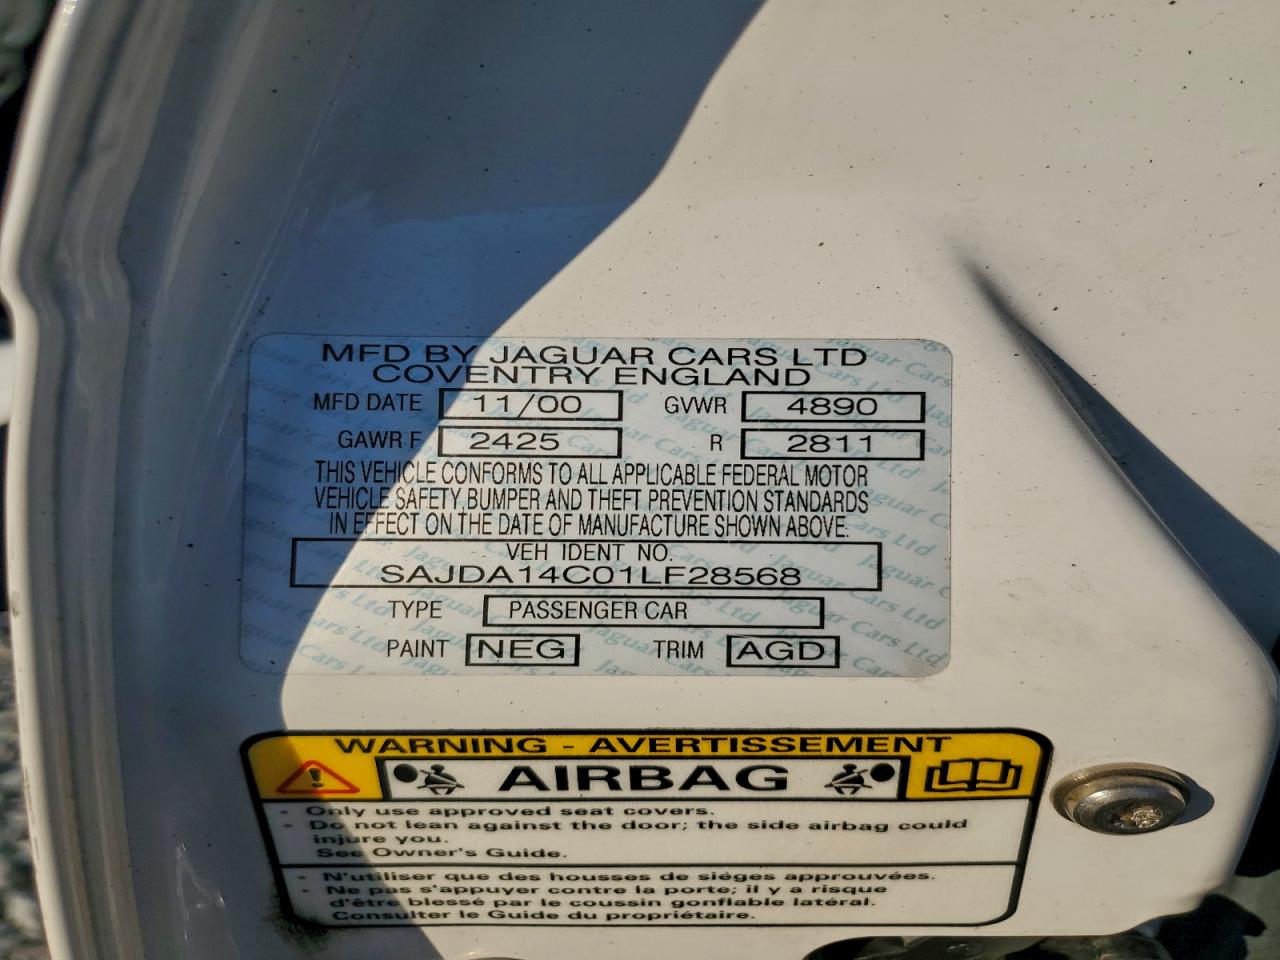 MFD BY JAGUAR CARS LTD
COVENTRY ENGLAND
MFD DATE 11/00 GVWR 4890
GAWR F 2425 R 2811
THIS VEHICLE CONFORMS TO ALL APPLICABLE FEDERAL MOTOR
VEHICLE SAFETY, BUMPER AND THEFT PREVENTION STANDARDS
IN EFFECT ON THE DATE OF MANUFACTURE SHOWN ABOVE.
VEH IDENT NO.
SAJDA14C01LF28568
TYPE PASSENGER CAR
PAINT NEG TRIM AGD
WARNING - AVERTISSEMENT
AIRBAG
- Only use approved seat covers.
- Do not lean against the door; the side airbag could
injure you.
See Owner's Guide.
- N'utiliser que des housses de sièges approuvées.
- Ne pas s'appuyer contre la porte; il y a risque
d'être blessé par le coussin gonflable latéral.
Consulter le Guide du propriétaire.